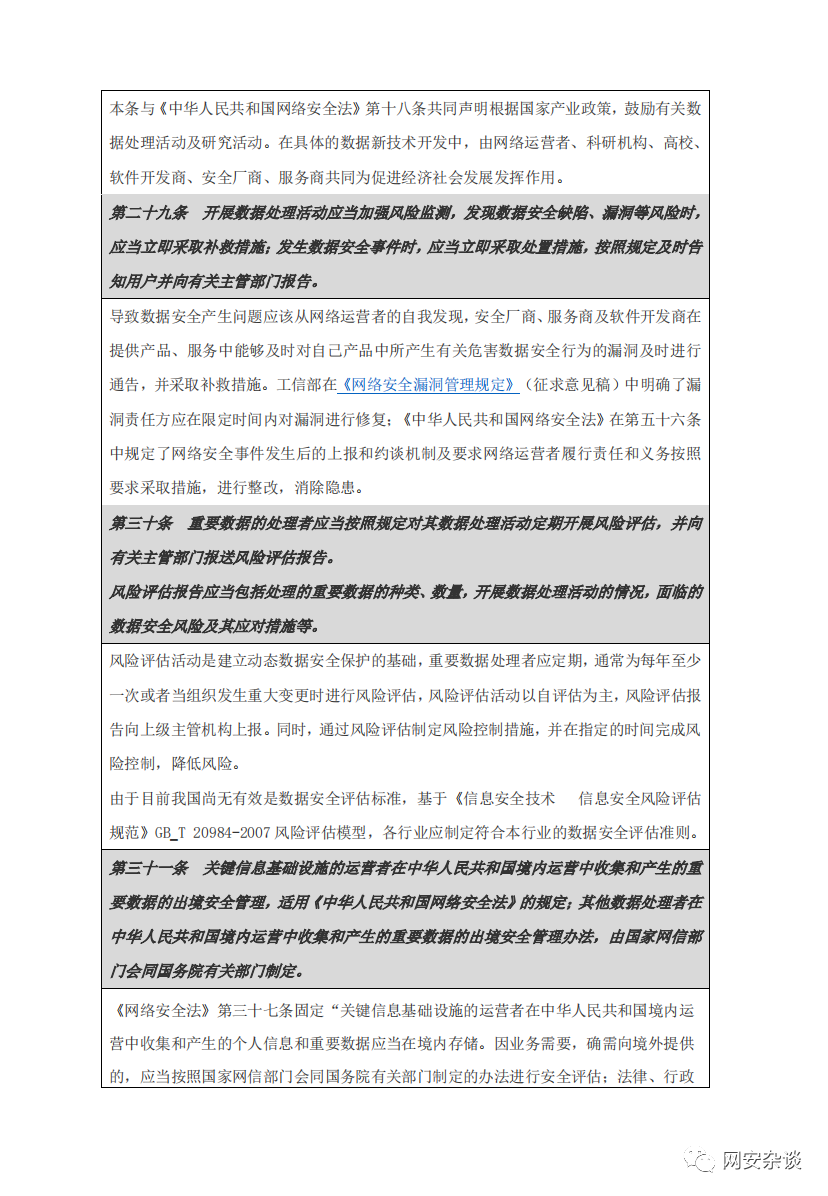 本条与《中华人民共和国网络安全法》第十八条共同声明根据国家产业政策，鼓励有关数
据处理活动及研究活动。在具体的数据新技术开发中，由网络运营者、科研机构、高校、
软件开发商、安全厂商、服务商共同为促进经济社会发展发挥作用。
第二十九条　开展数据处理活动应当加强风险监测，发现数据安全缺陷、漏洞等风险时，
应当立即采取补救措施；发生数据安全事件时，应当立即采取处置措施，按照规定及时告
知用户并向有关主管部门报告。
导致数据安全产生问题应该从网络运营者的自我发现，安全厂商、服务商及软件开发商在
提供产品、服务中能够及时对自己产品中所产生有关危害数据安全行为的漏洞及时进行
通告，并采取补救措施。工信部在《网络安全漏洞管理规定》（征求意见稿）中明确了漏
洞责任方应在限定时间内对漏洞进行修复；《中华人民共和国网络安全法》在第五十六条
中规定了网络安全事件发生后的上报和约谈机制及要求网络运营者履行责任和义务按照
要求采取措施，进行整改，消除隐患。
第三十条　重要数据的处理者应当按照规定对其数据处理活动定期开展风险评估，并向
有关主管部门报送风险评估报告。
风险评估报告应当包括处理的重要数据的种类、数量，开展数据处理活动的情况，面临的
数据安全风险及其应对措施等。
风险评估活动是建立动态数据安全保护的基础，重要数据处理者应定期，通常为每年至少
一次或者当组织发生重大变更时进行风险评估，风险评估活动以自评估为主，风险评估报
告向上级主管机构上报。同时，通过风险评估制定风险控制措施，并在指定的时间完成风
险控制，降低风险。
由于目前我国尚无有效是数据安全评估标准，基于《信息安全技术　信息安全风险评估
规范》GB_T 20984-2007 风险评估模型，各行业应制定符合本行业的数据安全评估准则。
第三十一条　关键信息基础设施的运营者在中华人民共和国境内运营中收集和产生的重
要数据的出境安全管理，适用《中华人民共和国网络安全法》的规定；其他数据处理者在
中华人民共和国境内运营中收集和产生的重要数据的出境安全管理办法，由国家网信部
门会同国务院有关部门制定。
《网络安全法》第三十七条固定“关键信息基础设施的运营者在中华人民共和国境内运
营中收集和产生的个人信息和重要数据应当在境内存储。因业务需要，确需向境外提供
的，应当按照国家网信部门会同国务院有关部门制定的办法进行安全评估；法律、行政
网安杂谈